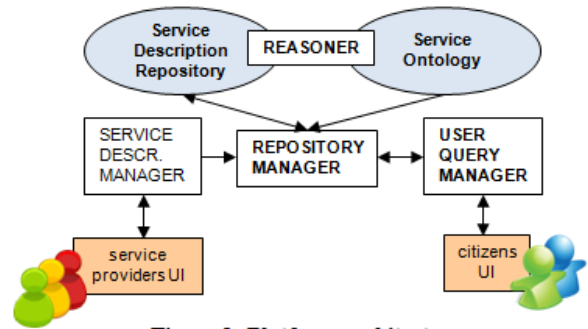 Service
Description
Repository
REASONER
Service
Ontology
SERVICE
DESCR.
MANAGER
REPOSITORY
MANAGER
USER
QUERY
MANAGER
service
providers UI
citizens
UI